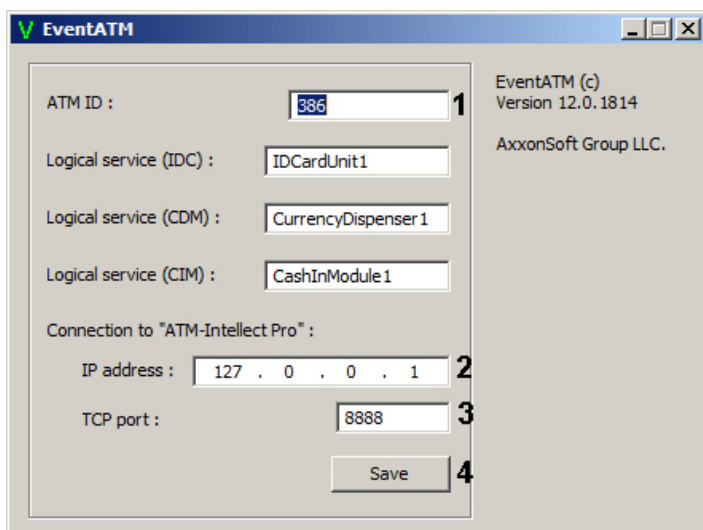 EventATM
ATM ID : 386 1
EventATM (c)
Version 12.0.1814
AxxonSoft Group LLC.
Logical service (IDC) : IDCardUnit1
Logical service (CDM) : CurrencyDispenser1
Logical service (CIM) : CashInModule1
Connection to "ATM-Intellect Pro" :
IP address : 127 . 0 . 0 . 1 2
TCP port : 8888 3
Save 4